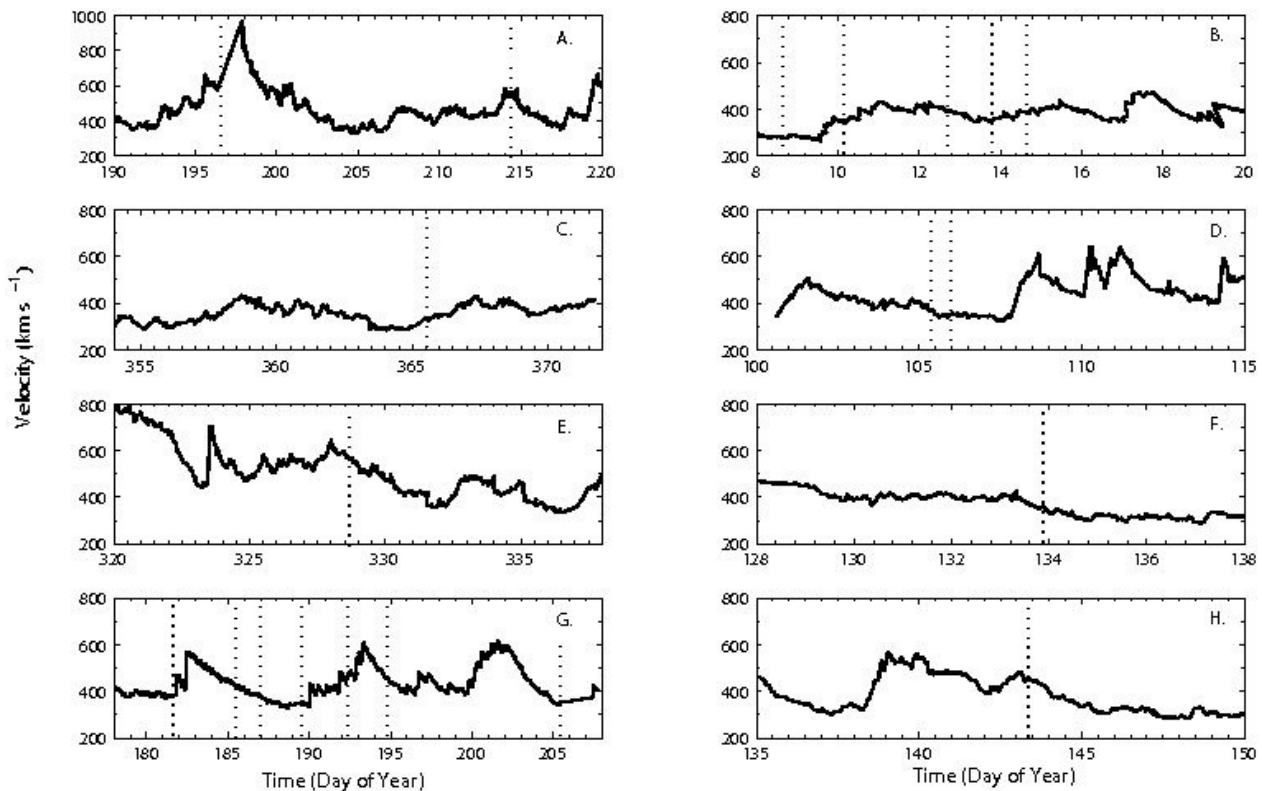 Velocity (km s⁻¹)
1000
800
600
400
200
A.
190 195 200 205 210 215 220
800
600
400
200
B.
8 10 12 14 16 18 20
800
600
400
200
C.
355 360 365 370
800
600
400
200
D.
100 105 110 115
800
600
400
200
E.
320 325 330 335
800
600
400
200
F.
128 130 132 134 136 138
800
600
400
200
G.
180 185 190 195 200 205
Time (Day of Year)
800
600
400
200
H.
135 140 145 150
Time (Day of Year)